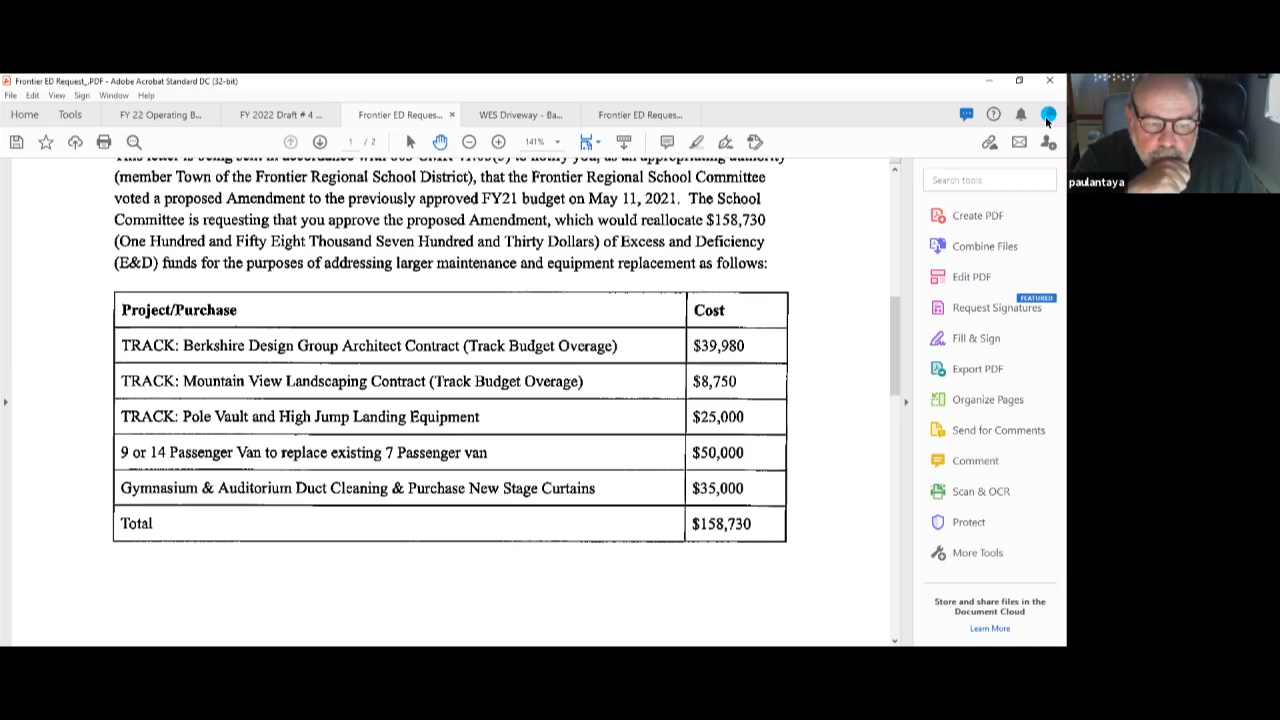 Frontier ED Request_.PDF - Adobe Acrobat Standard DC (32-bit)
File Edit View Sign Window Help
Home Tools FY 22 Operating B... FY 2022 Draft # 4 ... Frontier ED Reques... × WES Driveway - Ba... Frontier ED Reques...
1 / 2 141%
(member Town of the Frontier Regional School District), that the Frontier Regional School Committee
voted a proposed Amendment to the previously approved FY21 budget on May 11, 2021. The School
Committee is requesting that you approve the proposed Amendment, which would reallocate $158,730
(One Hundred and Fifty Eight Thousand Seven Hundred and Thirty Dollars) of Excess and Deficiency
(E&D) funds for the purposes of addressing larger maintenance and equipment replacement as follows:
Project/Purchase Cost
TRACK: Berkshire Design Group Architect Contract (Track Budget Overage) $39,980
TRACK: Mountain View Landscaping Contract (Track Budget Overage) $8,750
TRACK: Pole Vault and High Jump Landing Equipment $25,000
9 or 14 Passenger Van to replace existing 7 Passenger van $50,000
Gymnasium & Auditorium Duct Cleaning & Purchase New Stage Curtains $35,000
Total $158,730
Search tools
Create PDF
Combine Files
Edit PDF
FEATURED
Request Signatures
Fill & Sign
Export PDF
Organize Pages
Send for Comments
Comment
Scan & OCR
Protect
More Tools
Store and share files in the
Document Cloud
Learn More
paulantaya